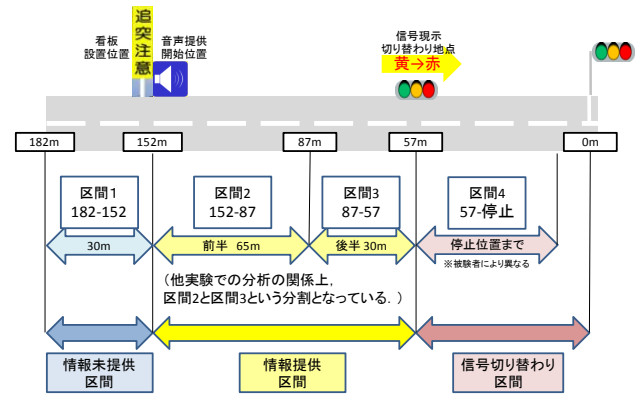 看板
設置位置
追突注意
音声提供
開始位置
信号現示
切り替わり地点
黄→赤
182m
152m
87m
57m
0m
区間1
182-152
区間2
152-87
区間3
87-57
区間4
57-停止
30m
前半 65m
後半30m
停止位置まで
※被験者により異なる
(他実験での分析の関係上,
区間2と区間3という分割となっている.)
情報未提供
区間
情報提供
区間
信号切り替わり
区間